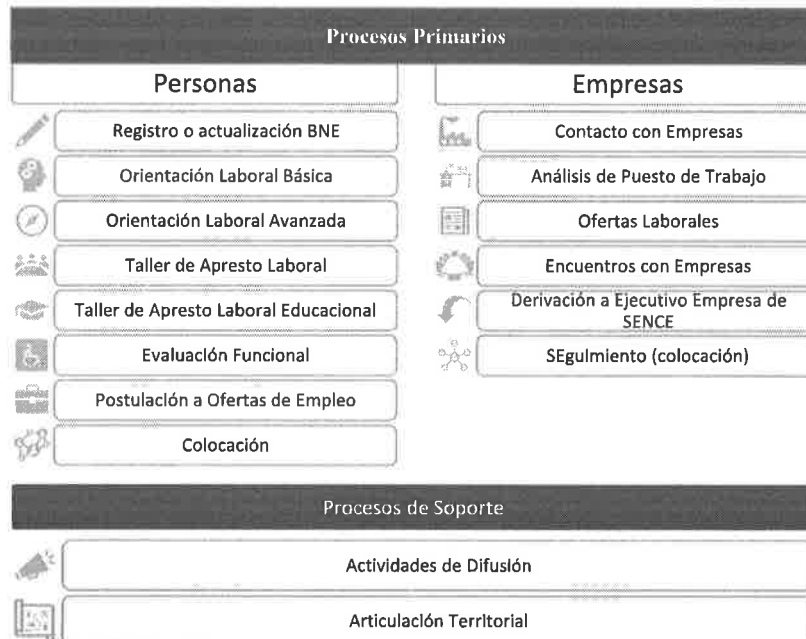 Procesos Primarios
Personas
Registro o actualización BNE
Orientación Laboral Básica
Orientación Laboral Avanzada
Taller de Apresto Laboral
Taller de Apresto Laboral Educacional
Evaluación Funcional
Postulación a Ofertas de Empleo
Colocación
Empresas
Contacto con Empresas
Análisis de Puesto de Trabajo
Ofertas Laborales
Encuentros con Empresas
Derivación a Ejecutivo Empresa de
SENCE
SEguimiento (colocación)
Procesos de Soporte
Actividades de Difusión
Articulación Territorial